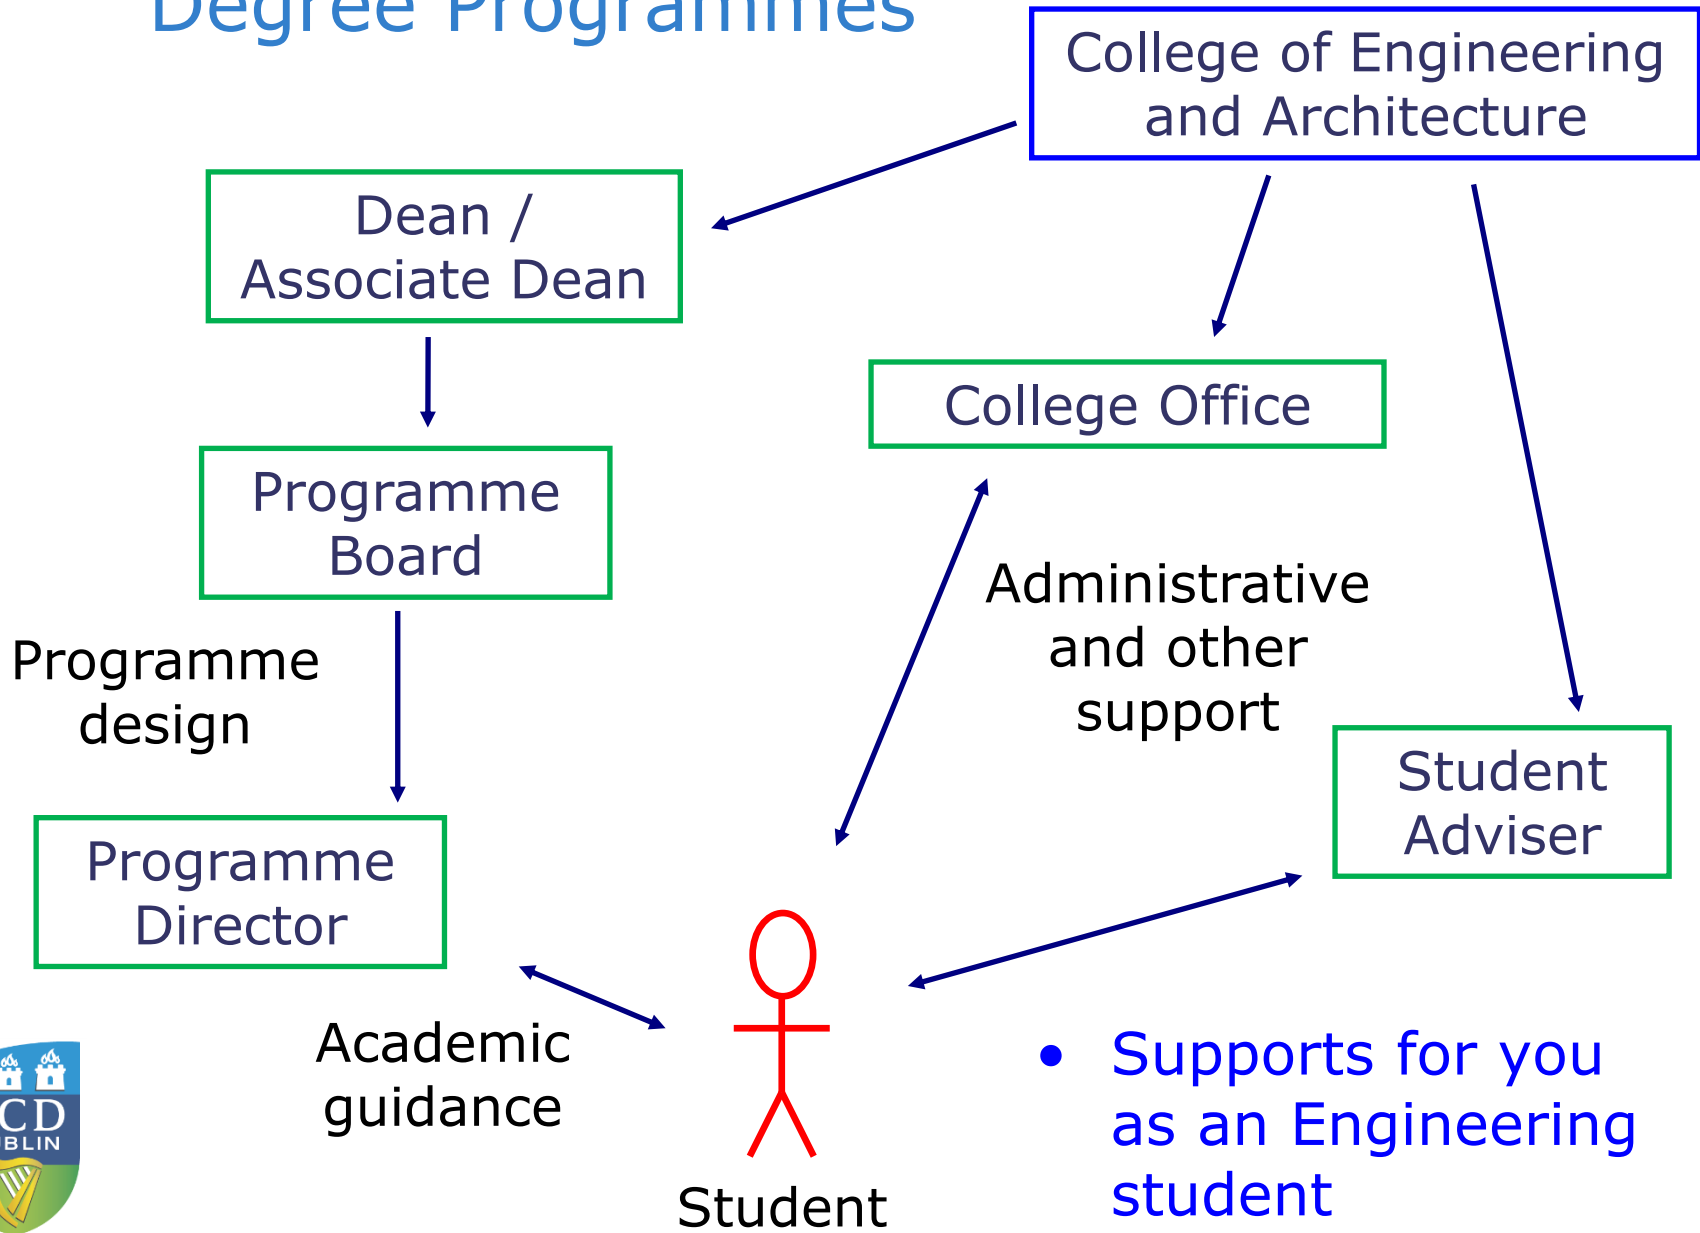 Degree Programmes
College of Engineering
and Architecture
Dean /
Associate Dean
College Office
Programme
Board
Administrative
and other
support
Programme
design
Student
Adviser
Programme
Director
Academic
guidance
• Supports for you
as an Engineering
student
Student